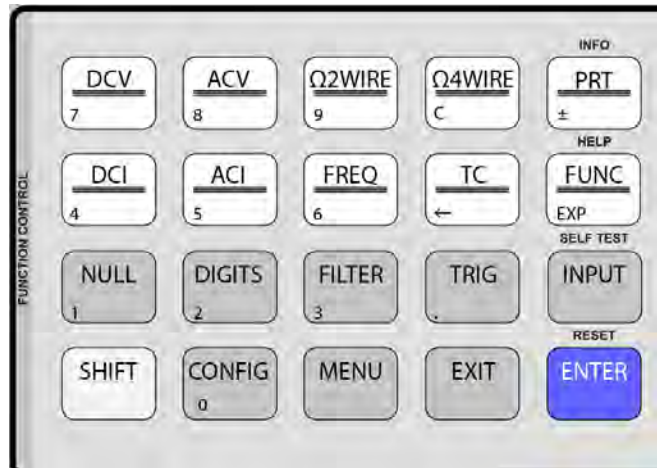 INFO
DCV ACV Ω2WIRE Ω4WIRE PRT
7 8 9 C ±
HELP
DCI ACI FREQ TC FUNC
4 5 6 ← EXP
SELF TEST
NULL DIGITS FILTER TRIG INPUT
1 2 3 .
RESET
SHIFT CONFIG MENU EXIT ENTER
0
FUNCTION CONTROL